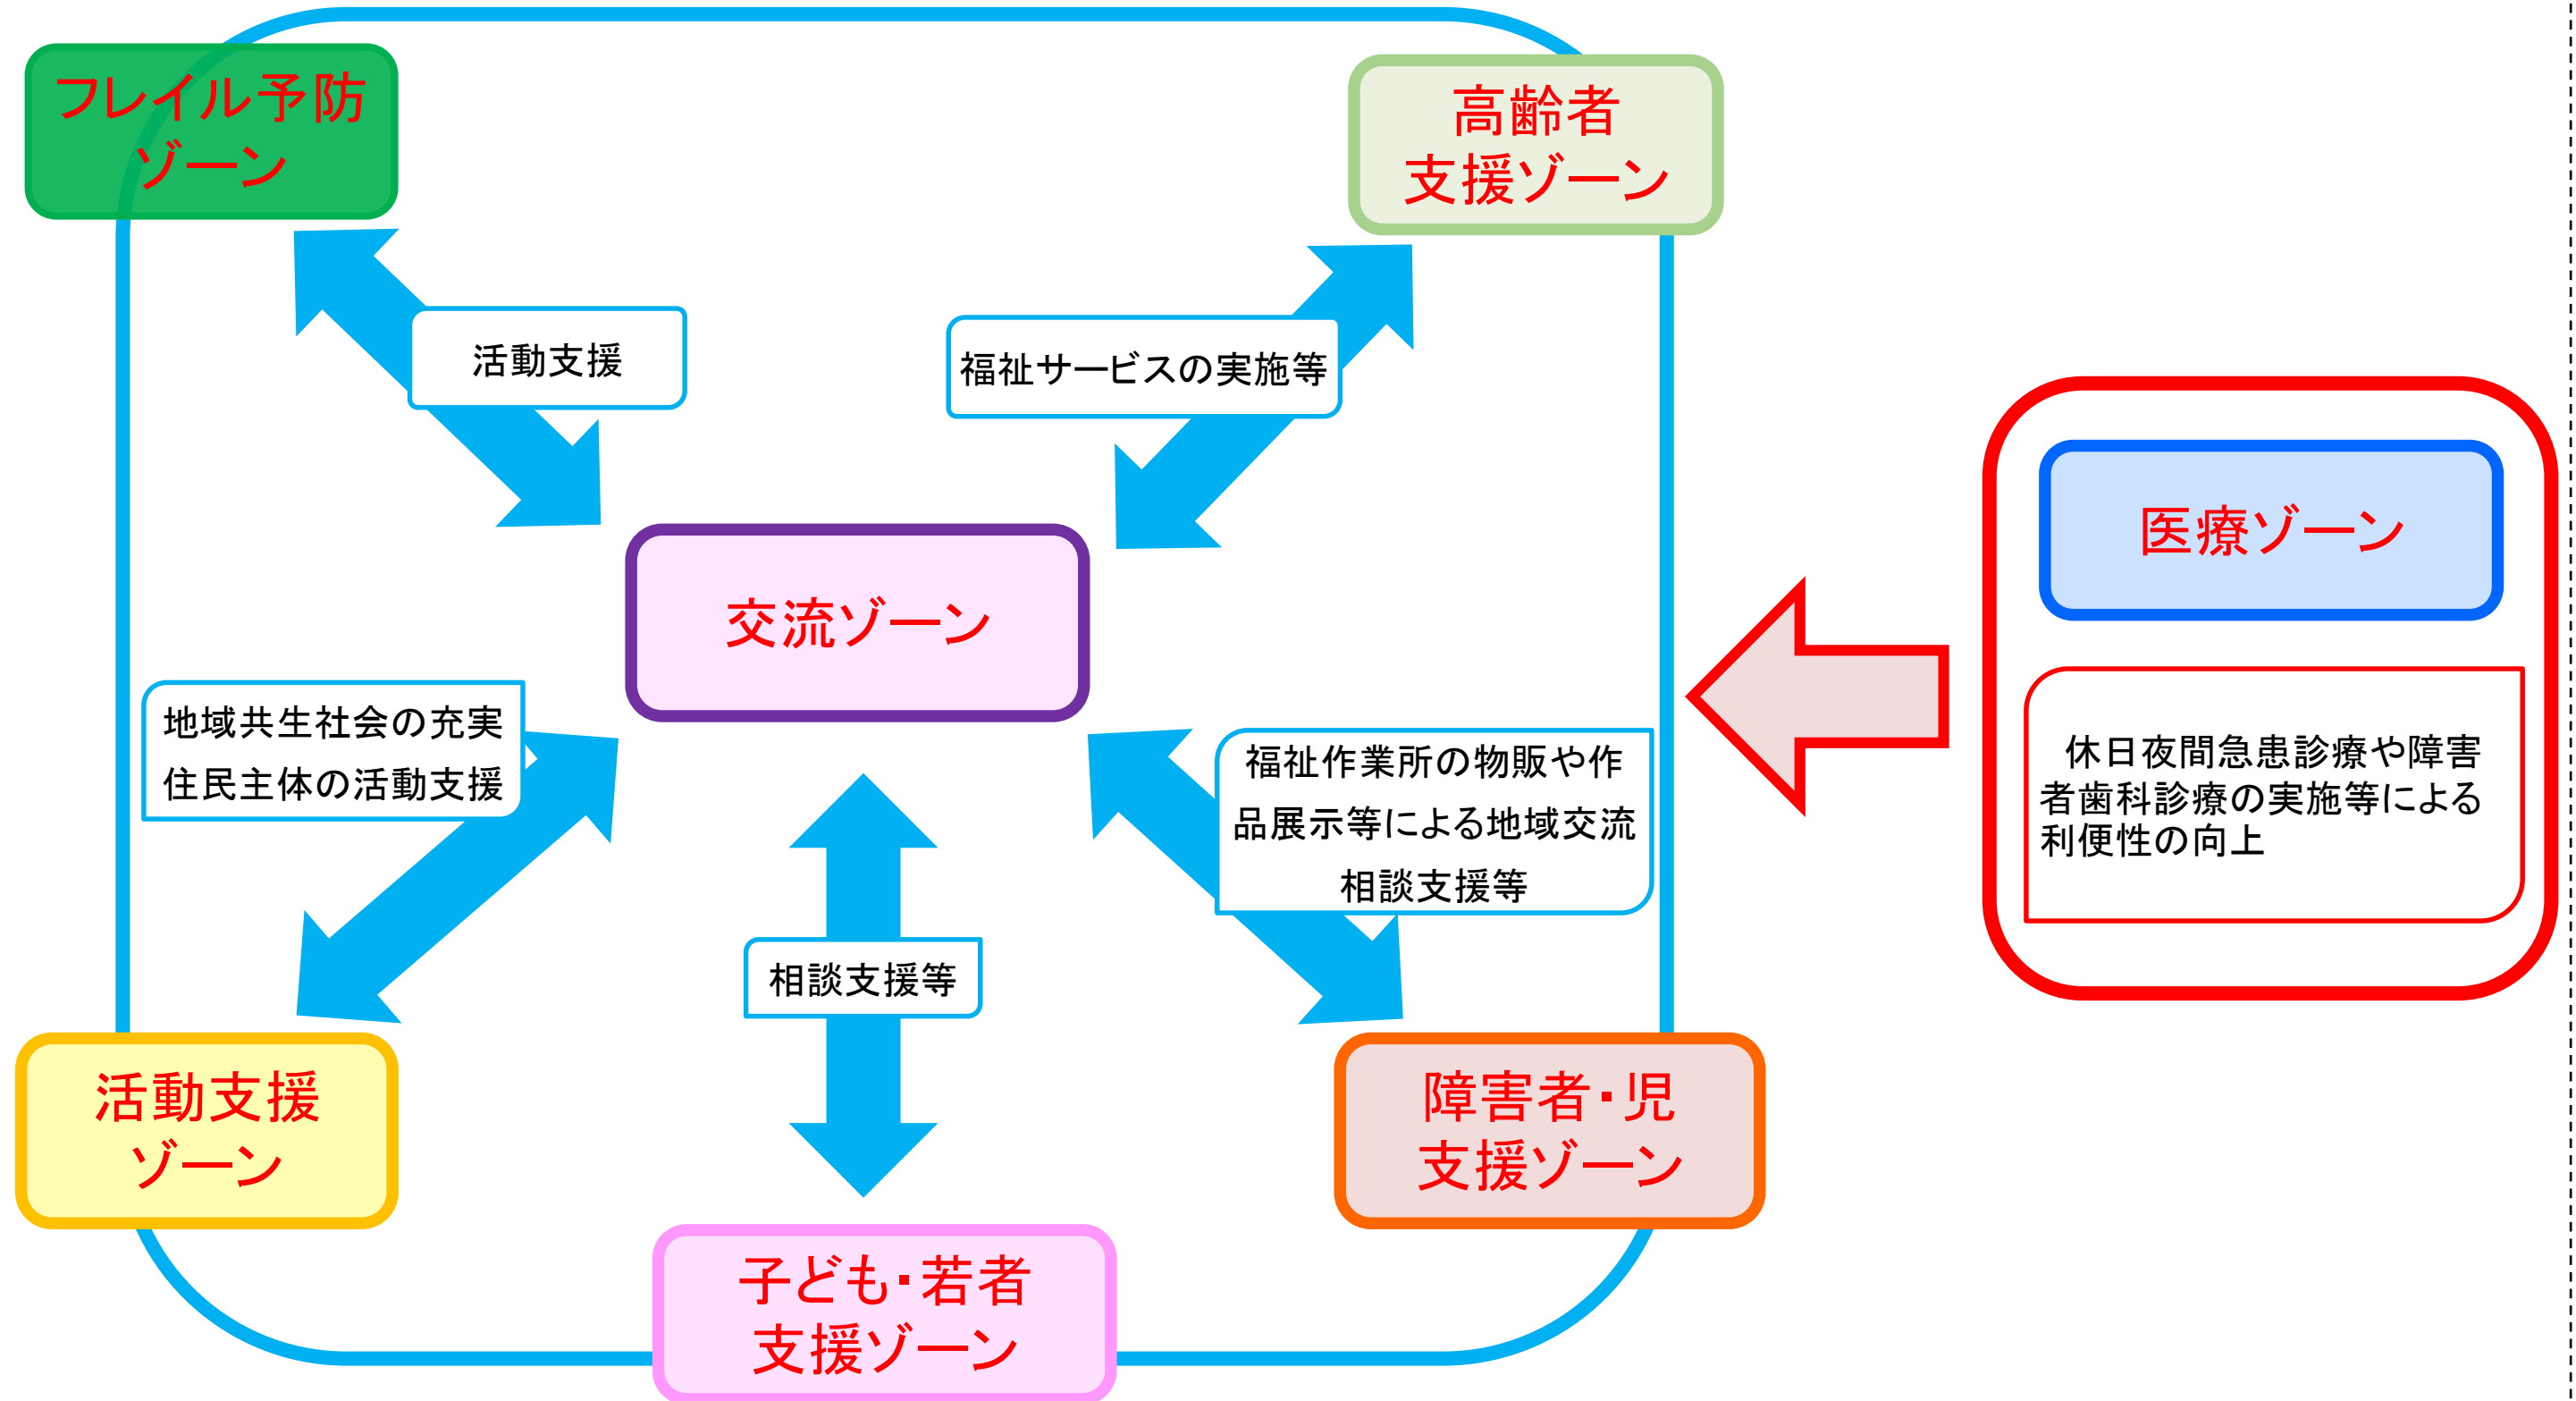 フレイル予防
ゾーン
高齢者
支援ゾーン
活動支援
福祉サービスの実施等
医療ゾーン
交流ゾーン
地域共生社会の充実
住民主体の活動支援
福祉作業所の物販や作
品展示等による地域交流
相談支援等
休日夜間急患診療や障害
者歯科診療の実施等による
利便性の向上
相談支援等
活動支援
ゾーン
障害者・児
支援ゾーン
子ども・若者
支援ゾーン